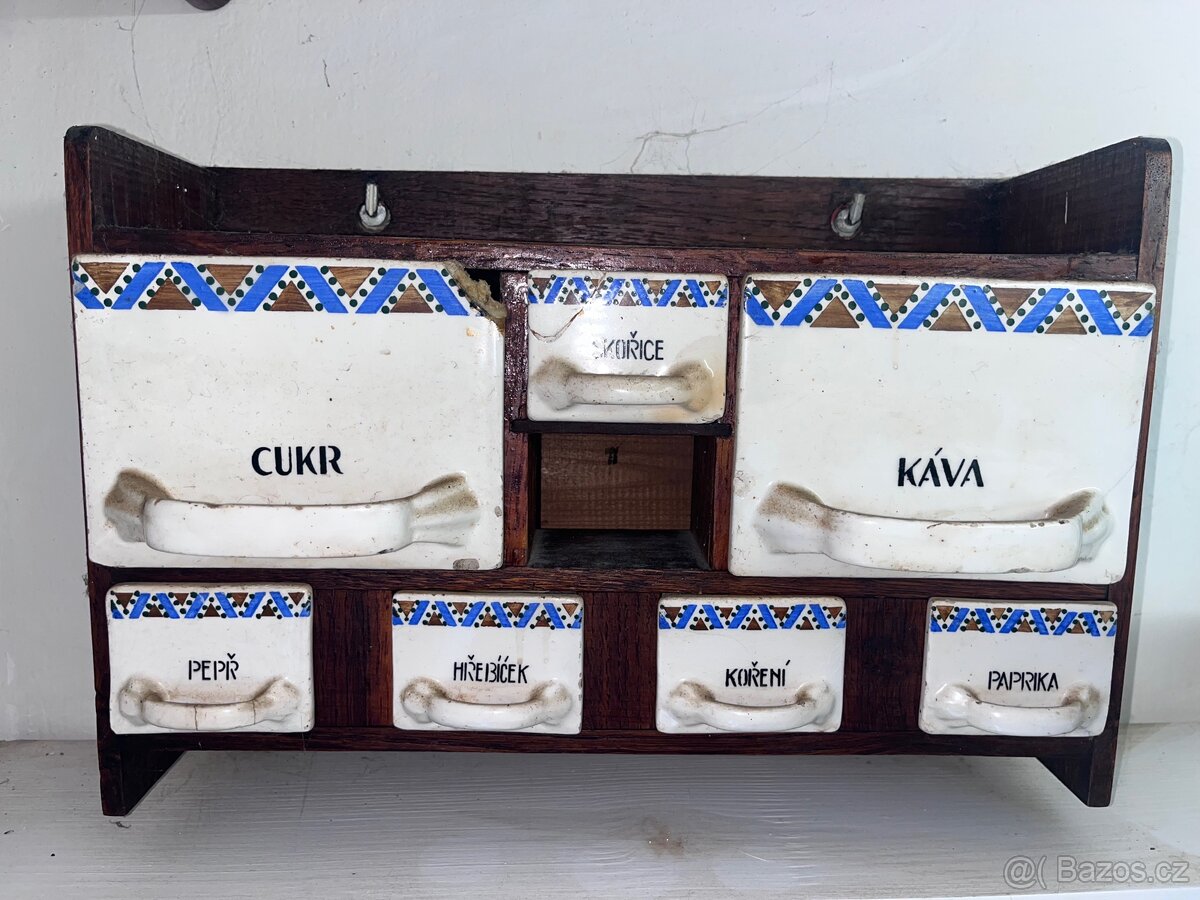 CUKR
SKOŘICE
KÁVA
PEPŘ
HŘEBÍČEK
KOŘENÍ
PAPRIKA
@( Bazos.cz